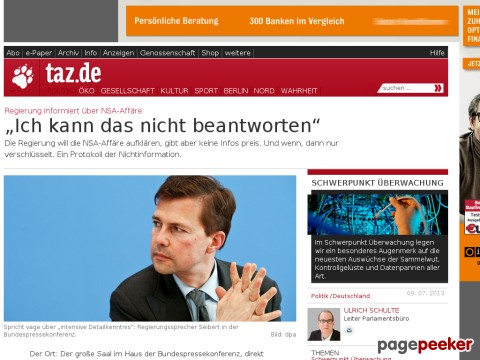 Persönliche Beratung 300 Banken im Vergleich
MEI
ZU
OP
FINA
Abo e-Paper Archiv Info Anzeigen Genossenschaft Shop weitere Hilfe
taz.de
POLITIK ÖKO GESELLSCHAFT KULTUR SPORT BERLIN NORD WAHRHEIT
suchen ...
JETZ
Regierung informiert über NSA-Affäre
„Ich kann das nicht beantworten“
Die Regierung will die NSA-Affäre aufklären, gibt aber keine Infos preis. Und wenn, dann nur
verschlüsselt. Ein Protokoll der Nichtinformation.
SCHWERPUNKT ÜBERWACHUNG
Im Schwerpunkt Überwachung legen
wir ein besonderes Augenmerk auf die
neuesten Auswüchse der Sammelwut,
Kontrollgelüste und Datenpannen aller
Art.
09. 07. 2013
Politik / Deutschland
ULRICH SCHULTE
Leiter Parlamentsbüro
Spricht vage über „intensive Detailkenntnis“: Regierungssprecher Seibert in der
Bundespressekonferenz. Bild: dpa
THEMEN
Der Ort: Der große Saal im Haus der Bundespressekonferenz, direkt
Schwerpunkt Überwachung
pagepeeker